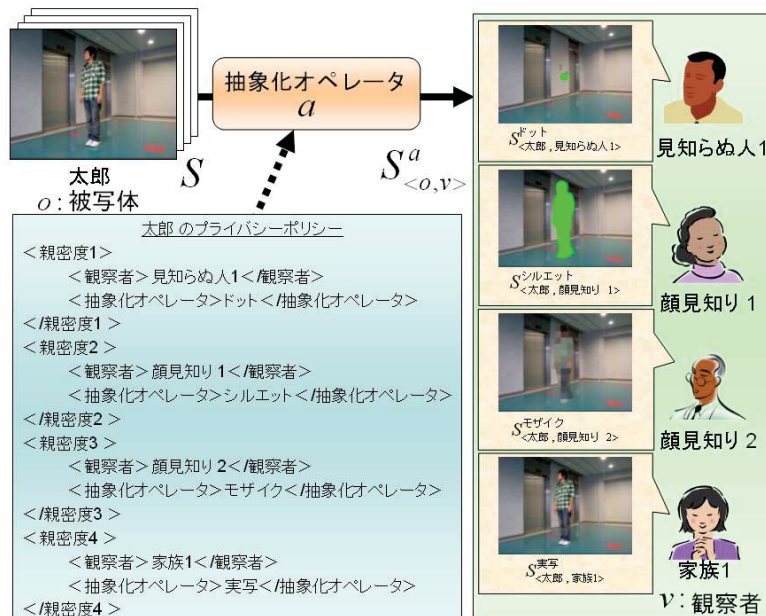 抽象化オペレータ
a
太郎
o:被写体
S
S^a_<o,v>
太郎 のプライバシーポリシー
<親密度1>
<観察者>見知らぬ人1</観察者>
<抽象化オペレータ>ドット</抽象化オペレータ>
</親密度1 >
<親密度2>
<観察者>顔見知り1</観察者>
<抽象化オペレータ>シルエット</抽象化オペレータ>
</親密度2 >
<親密度3>
<観察者>顔見知り2</観察者>
<抽象化オペレータ>モザイク</抽象化オペレータ>
</親密度3 >
<親密度4>
<観察者>家族1</観察者>
<抽象化オペレータ>実写</抽象化オペレータ>
</親密度4 >
S^ドット_<太郎 , 見知らぬ人1>
見知らぬ人1
S^シルエット_<太郎 , 顔見知り 1>
顔見知り 1
S^モザイク_<太郎 , 顔見知り 2>
顔見知り 2
S^実写_<太郎 , 家族1>
家族1
v:観察者